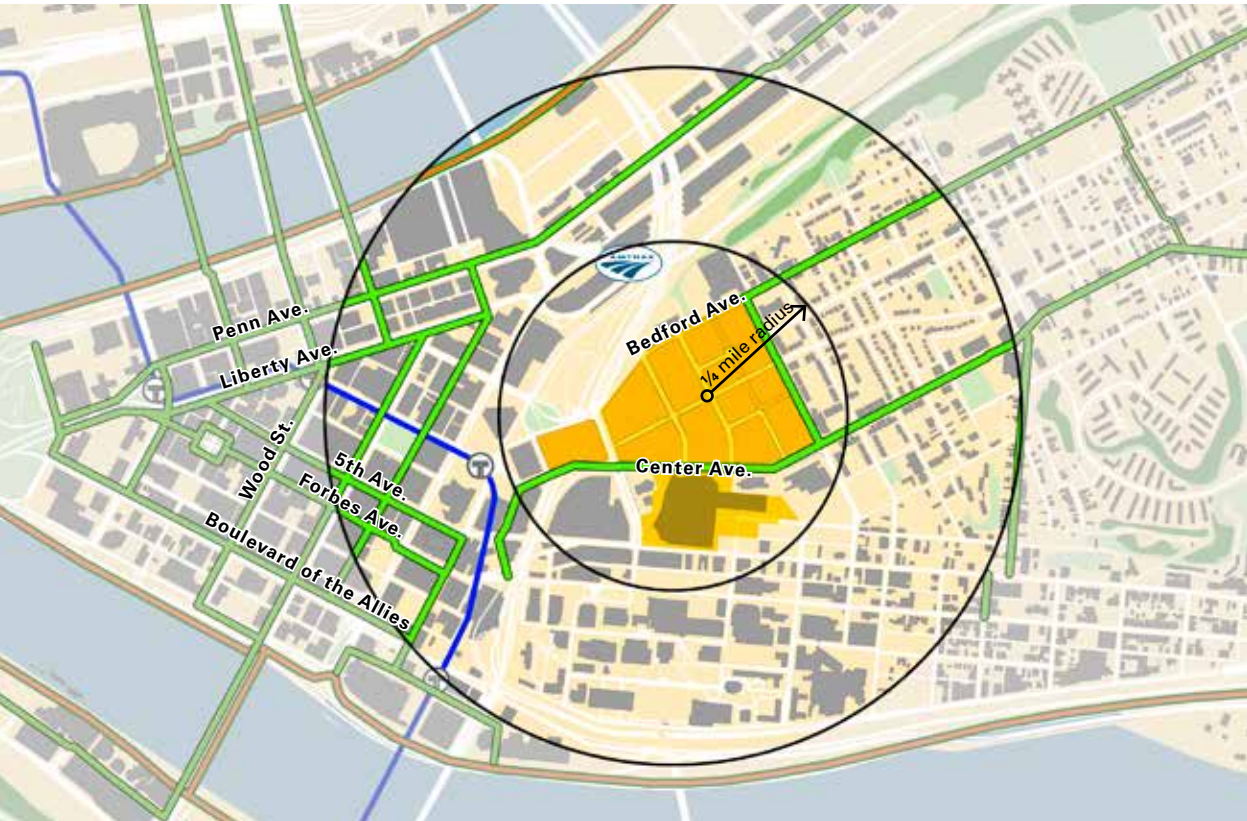 AMTRAK
Penn Ave.
Bedford Ave.
¼ mile radius
Liberty Ave.
Wood St.
5th Ave.
Center Ave.
Forbes Ave.
Boulevard of the Allies
T
T
T